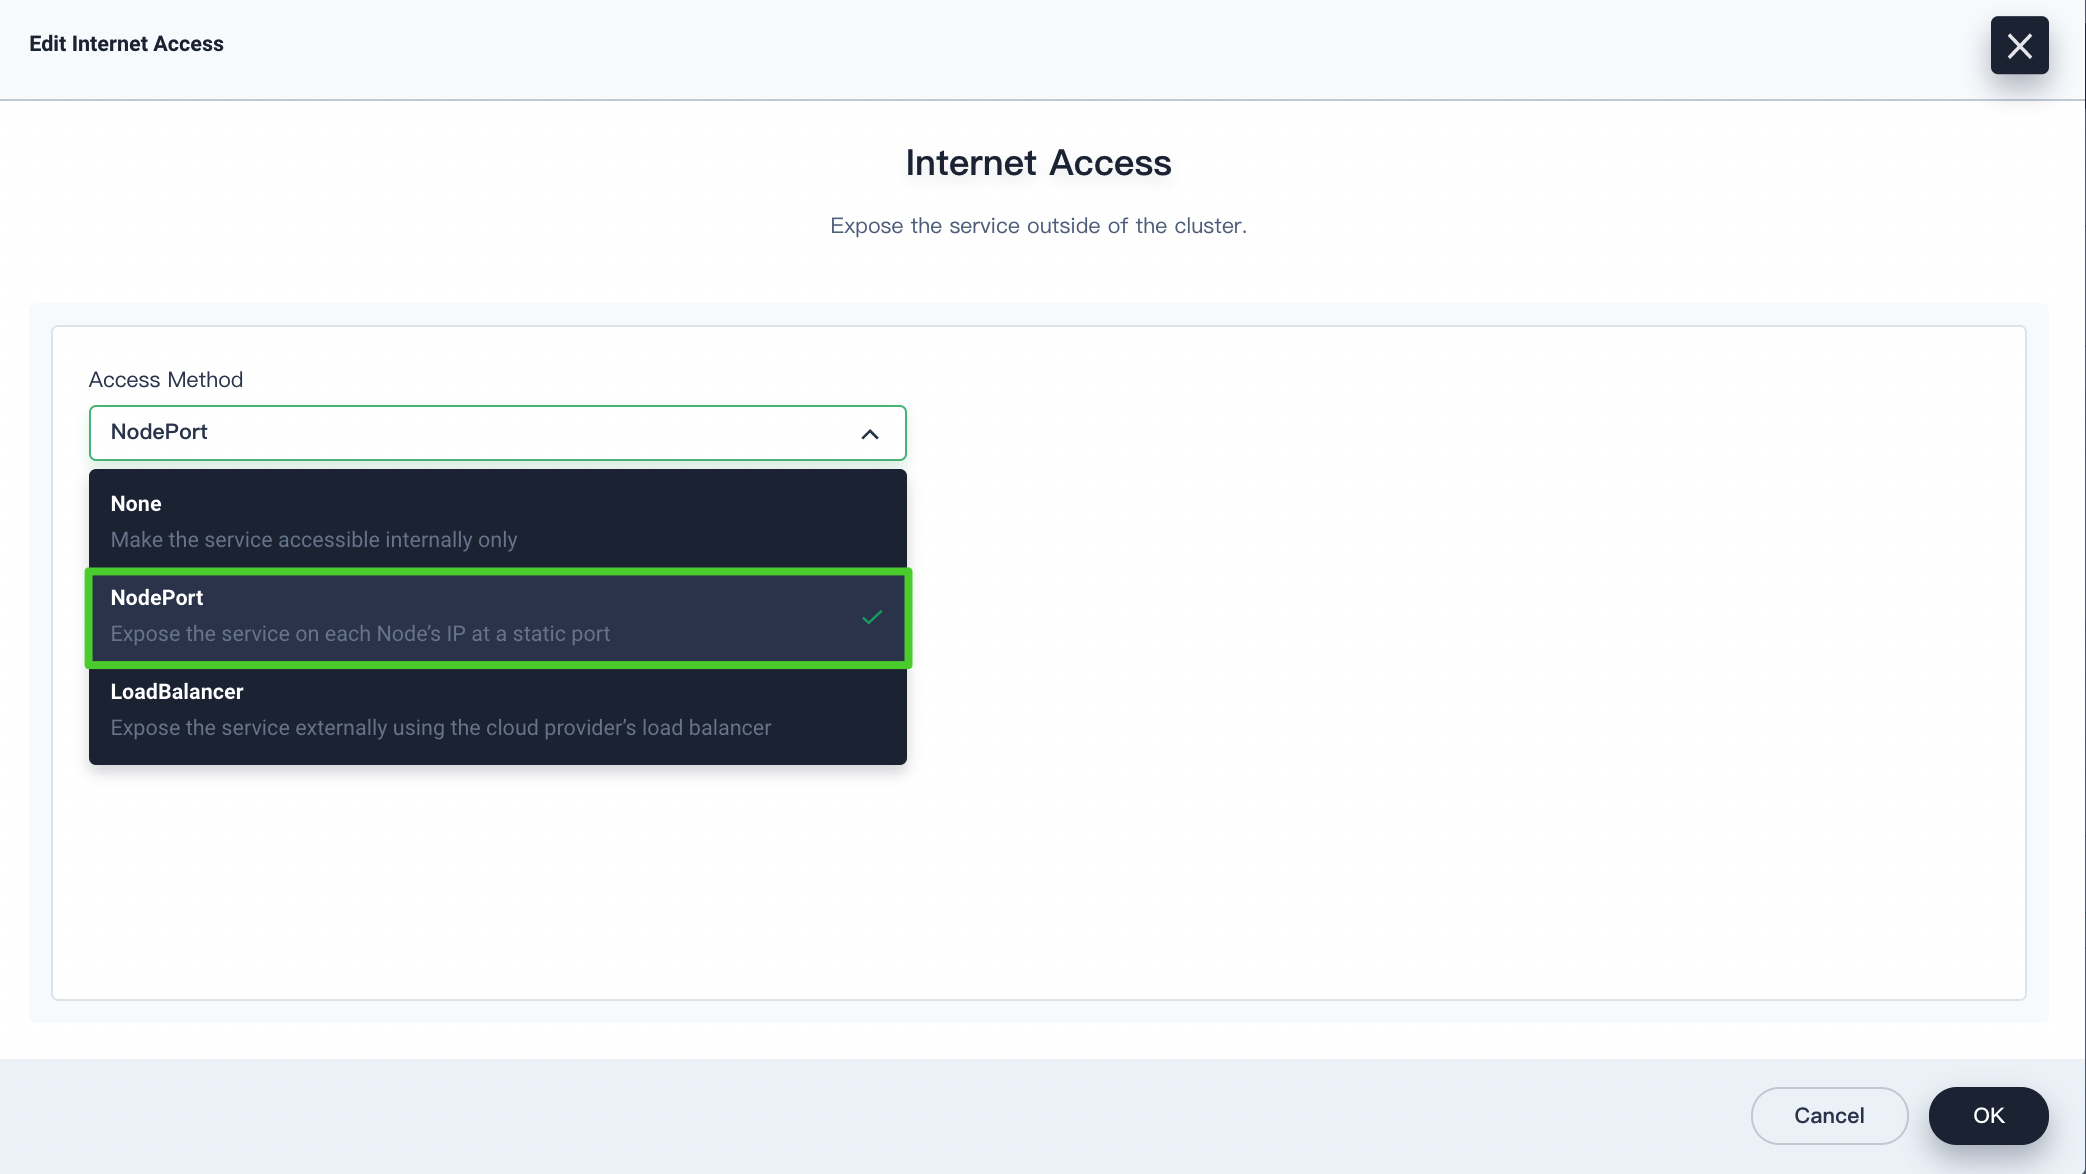 Edit Internet Access
Internet Access
Expose the service outside of the cluster.
Access Method
NodePort
None
Make the service accessible internally only
NodePort
Expose the service on each Node’s IP at a static port
LoadBalancer
Expose the service externally using the cloud provider’s load balancer
Cancel
OK